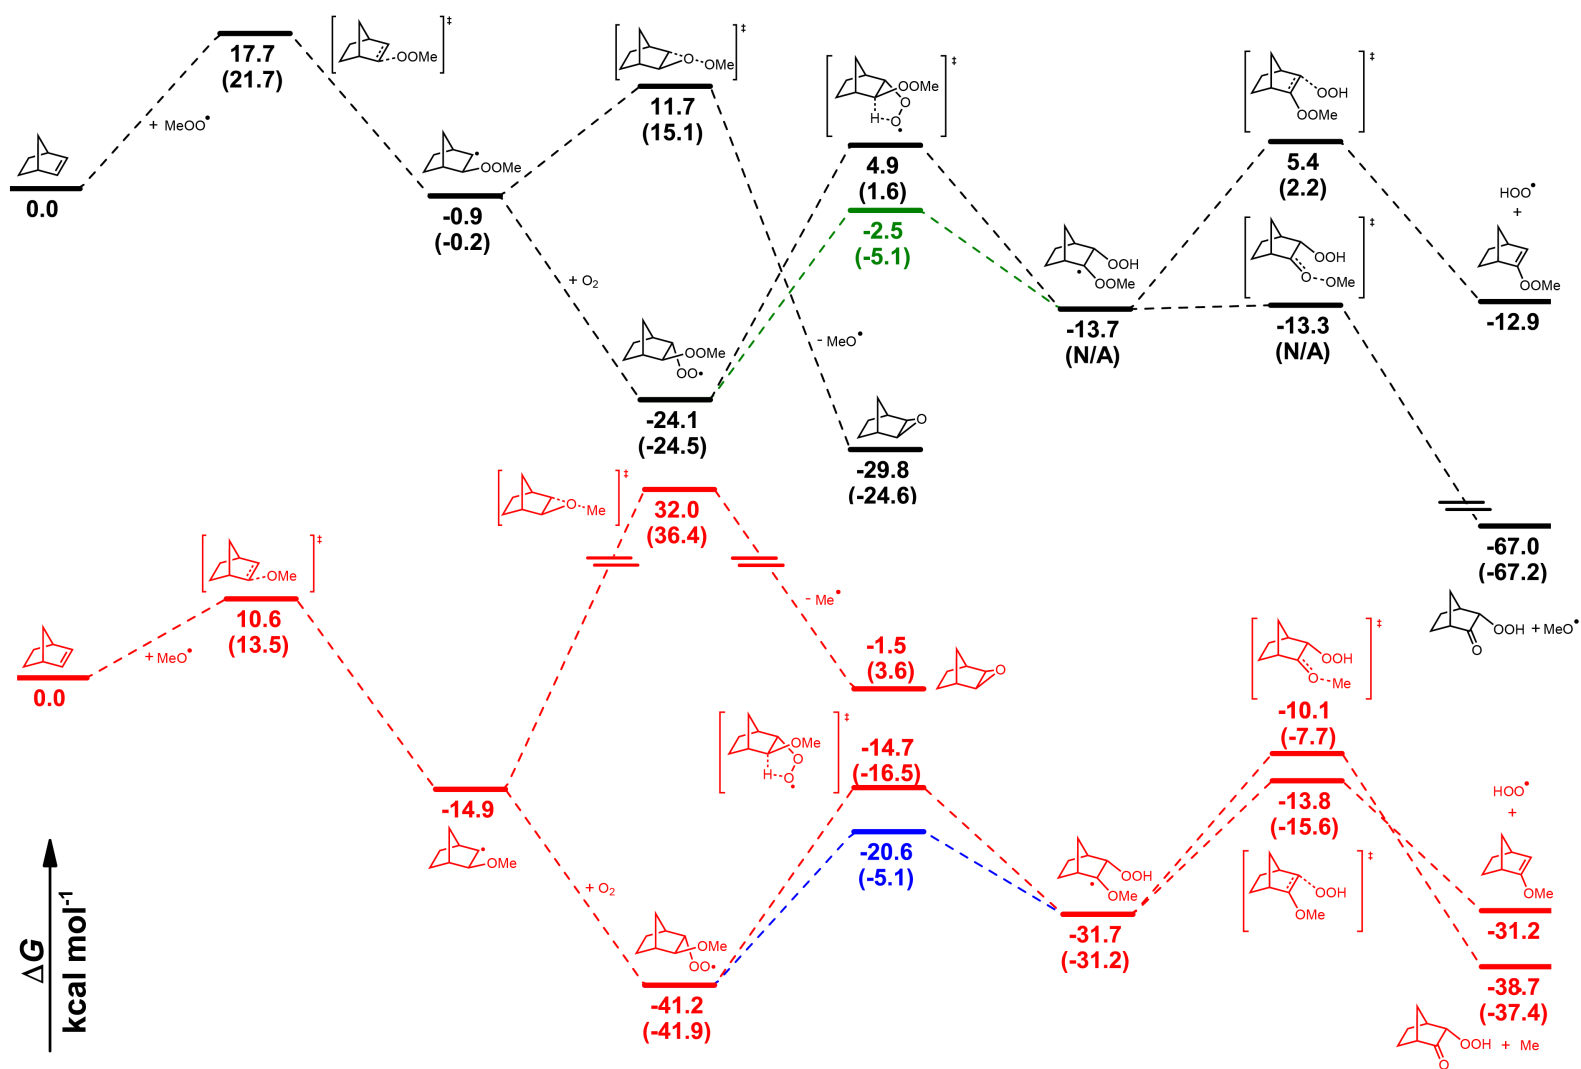 ‡
OOMe
17.7
(21.7)
+ MeOO•
0.0
OOMe
-0.9
(-0.2)
‡
O
OMe
11.7
(15.1)
+ O2
OOMe
OO•
-24.1
(-24.5)
‡
OOMe
O
H
O
4.9
(1.6)
-2.5
(-5.1)
- MeO•
O
-29.8
(-24.6)
OOH
OOMe
-13.7
(N/A)
‡
OOH
OOMe
5.4
(2.2)
‡
OOH
O
OMe
-13.3
(N/A)
HOO•
+
OOMe
-12.9
-67.0
(-67.2)
OOH + MeO•
O
‡
OMe
10.6
(13.5)
+ MeO•
0.0
-14.9
OMe
‡
O
Me
32.0
(36.4)
- Me•
-1.5
(3.6)
O
+ O2
OMe
OO•
-41.2
(-41.9)
‡
OMe
O
H
O
-14.7
(-16.5)
-20.6
(-5.1)
OOH
OMe
-31.7
(-31.2)
‡
OOH
O
Me
-10.1
(-7.7)
-13.8
(-15.6)
‡
OOH
OMe
HOO•
+
OMe
-31.2
-38.7
(-37.4)
OOH + Me
O
ΔG
kcal mol-1